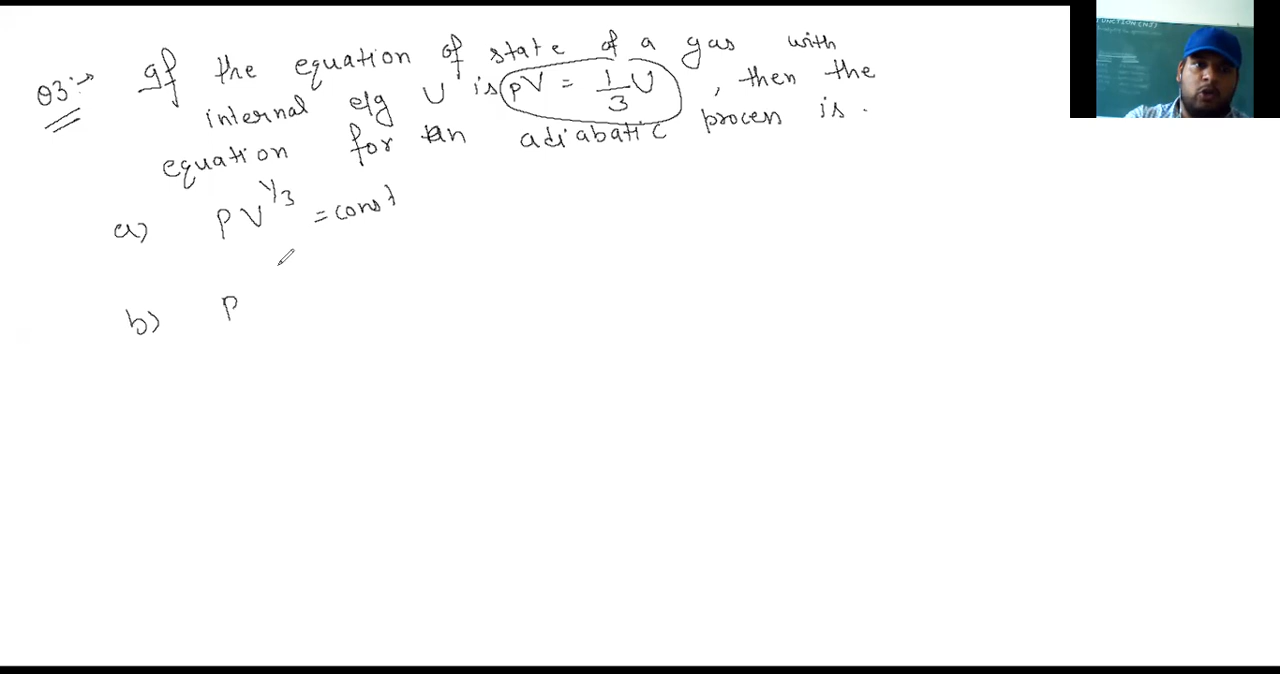 Q3:→ If the equation of state of a gas with
internal e/g U is pV = 1/3 U, then the
equation for an adiabatic process is.
a) PV^1/3 = const
b) P